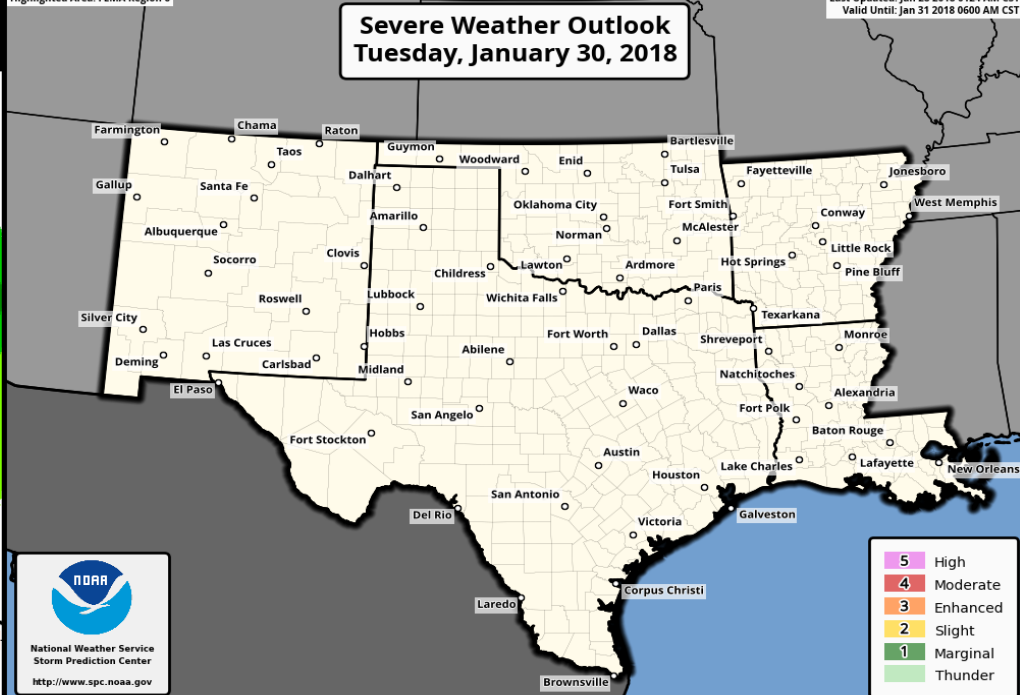 Highlighted Area: FEMA Region 6
Valid Until: Jan 31 2018 0600 AM CST
Severe Weather Outlook
Tuesday, January 30, 2018
Farmington
Chama
Raton
Taos
Gallup
Santa Fe
Albuquerque
Socorro
Clovis
Roswell
Silver City
Las Cruces
Deming
Carlsbad
Hobbs
El Paso
Guymon
Woodward
Enid
Bartlesville
Tulsa
Dalhart
Amarillo
Oklahoma City
Norman
Fort Smith
McAlester
Childress
Lawton
Ardmore
Wichita Falls
Paris
Lubbock
Fayetteville
Jonesboro
West Memphis
Conway
Little Rock
Hot Springs
Pine Bluff
Texarkana
Midland
Abilene
Fort Worth
Dallas
Shreveport
Monroe
Natchitoches
Alexandria
San Angelo
Waco
Fort Polk
Baton Rouge
Fort Stockton
Austin
Houston
Lake Charles
Lafayette
New Orleans
San Antonio
Del Rio
Victoria
Galveston
Laredo
Corpus Christi
Brownsville
NOAA
National Weather Service
Storm Prediction Center
http://www.spc.noaa.gov
5 High
4 Moderate
3 Enhanced
2 Slight
1 Marginal
Thunder